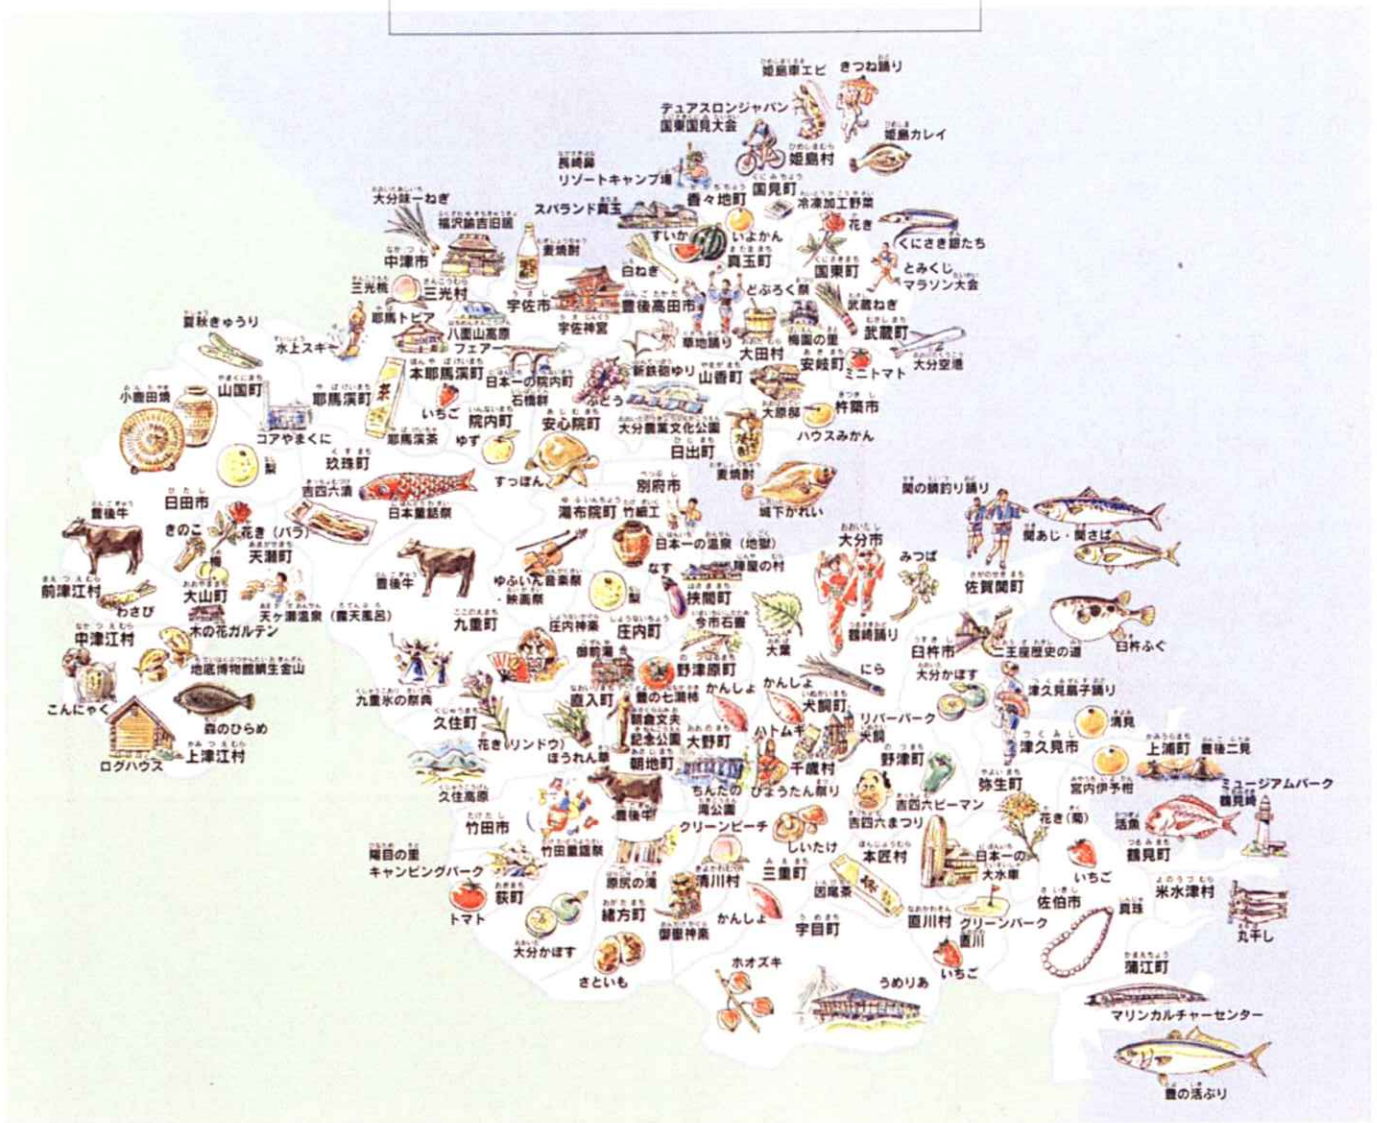 姫島車エビ
きつね踊り
デュアスロンジャパン
国東国見大会
姫島カレイ
姫島村
長崎鼻
リゾートキャンプ場
国見町
香々地町
冷凍加工野菜
大分味一ねぎ
スパランド真玉
福沢諭吉旧居
花き
すいか
いよかん
くにさき銀たち
麦焼酎
中津市
白ねぎ
真玉町
国東町
とみくじ
マラソン大会
三光桃
三光村
宇佐市
豊後高田市
どぶろく祭
武蔵ねぎ
耶馬トピア
夏秋きゅうり
八面山高原
フェアー
宇佐神宮
武蔵町
水上スキー
草地踊り
梅園の里
大田村
安岐町
大分空港
本耶馬渓町
日本一の院内町
石橋群
新鉄砲ゆり
山香町
ミニトマト
山国町
耶馬渓町
小鹿田焼
ぶどう
大原邸
杵築市
いちご
院内町
安心院町
大分農業文化公園
コアやまくに
耶馬渓茶
ゆず
ハウスみかん
日出町
玖珠町
梨
すっぽん
麦焼酎
別府市
吉四六漬
日田市
日本童話祭
湯布院町
竹細工
城下かれい
関の鯛釣り踊り
豊後牛
きのこ
花き(バラ)
梅
天瀬町
日本一の温泉(地獄)
大分市
関あじ・関さば
みつば
なす
陣屋の村
豊後牛
ゆふいん音楽祭
・映画祭
梨
佐賀関町
前津江村
わさび
大山町
挾間町
天ヶ瀬温泉(露天風呂)
木の花ガルテン
九重町
庄内神楽
庄内町
今市石畳
中津江村
大葉
鶴崎踊り
臼杵市
二王座歴史の道
臼杵ふぐ
御前湯
地底博物館鯛生金山
野津原町
にら
大分かぼす
こんにゃく
九重氷の祭典
直入町
豊の七瀬柿
かんしょ
かんしょ
犬飼町
津久見扇子踊り
森のひらめ
久住町
朝倉文夫
記念公園
リバーパーク
犬飼
清見
花き(リンドウ)
大野町
ハトムギ
津久見市
上浦町
豊後二見
ログハウス
上津江村
ほうれん草
朝地町
千歳村
野津町
弥生町
宮内伊予柑
ミュージアムパーク
鶴見崎
久住高原
ちんだの
滝公園
ひょうたん祭り
吉四六ピーマン
竹田市
豊後牛
クリーンピーチ
吉四六まつり
花き(菊)
活魚
竹田童謡祭
しいたけ
本匠村
日本一の
大水車
鶴見町
陽目の里
キャンピングパーク
原尻の滝
清川村
三重町
因尾茶
いちご
佐伯市
米水津村
荻町
トマト
緒方町
かんしょ
宇目町
直川村
グリーンパーク
直川
真珠
丸干し
御嶽神楽
大分かぼす
さといも
ホオズキ
うめりあ
いちご
蒲江町
マリンカルチャーセンター
豊の活ぶり